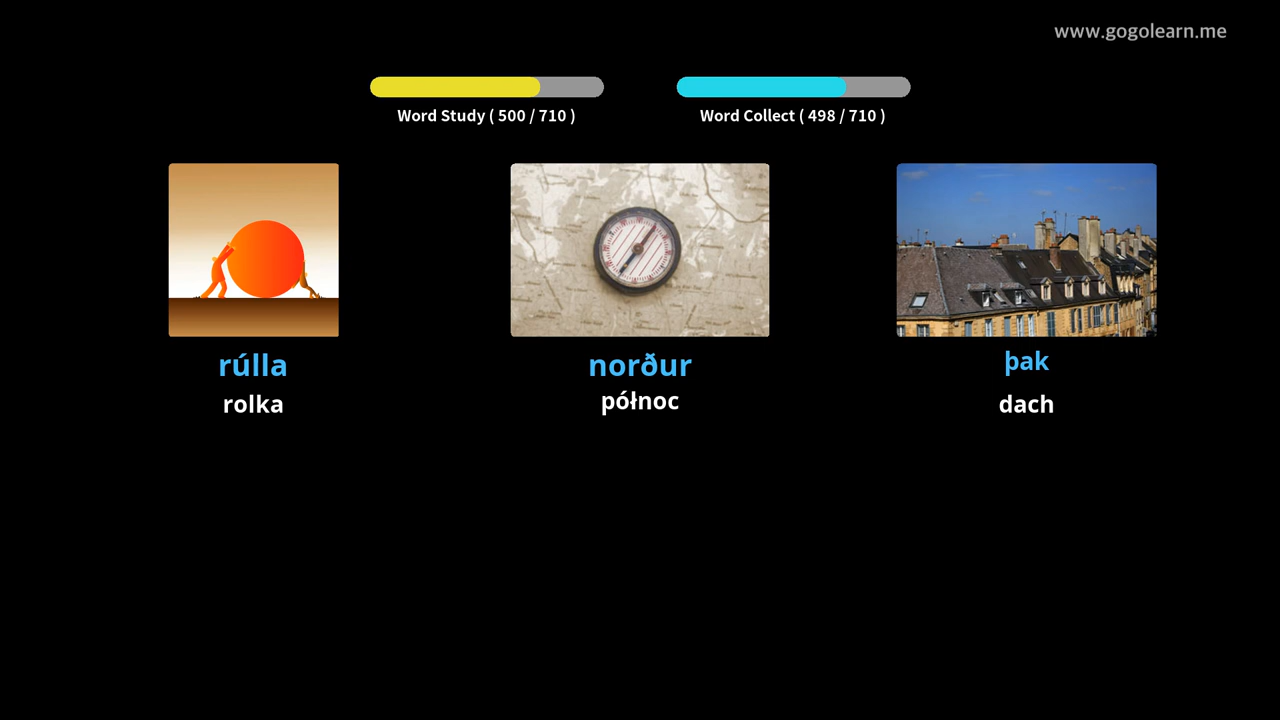 www.gogolearn.me
Word Study ( 500 / 710 )
Word Collect ( 498 / 710 )
rúlla
rolka
norður
północ
þak
dach